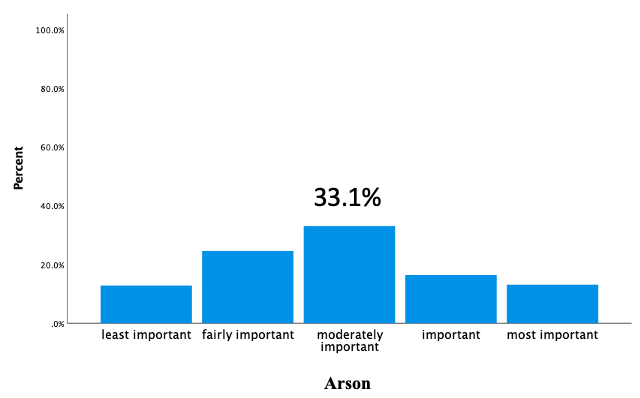 100.0%
80.0%
60.0%
40.0%
20.0%
.0%
Percent
33.1%
least important
fairly important
moderately
important
important
most important
Arson